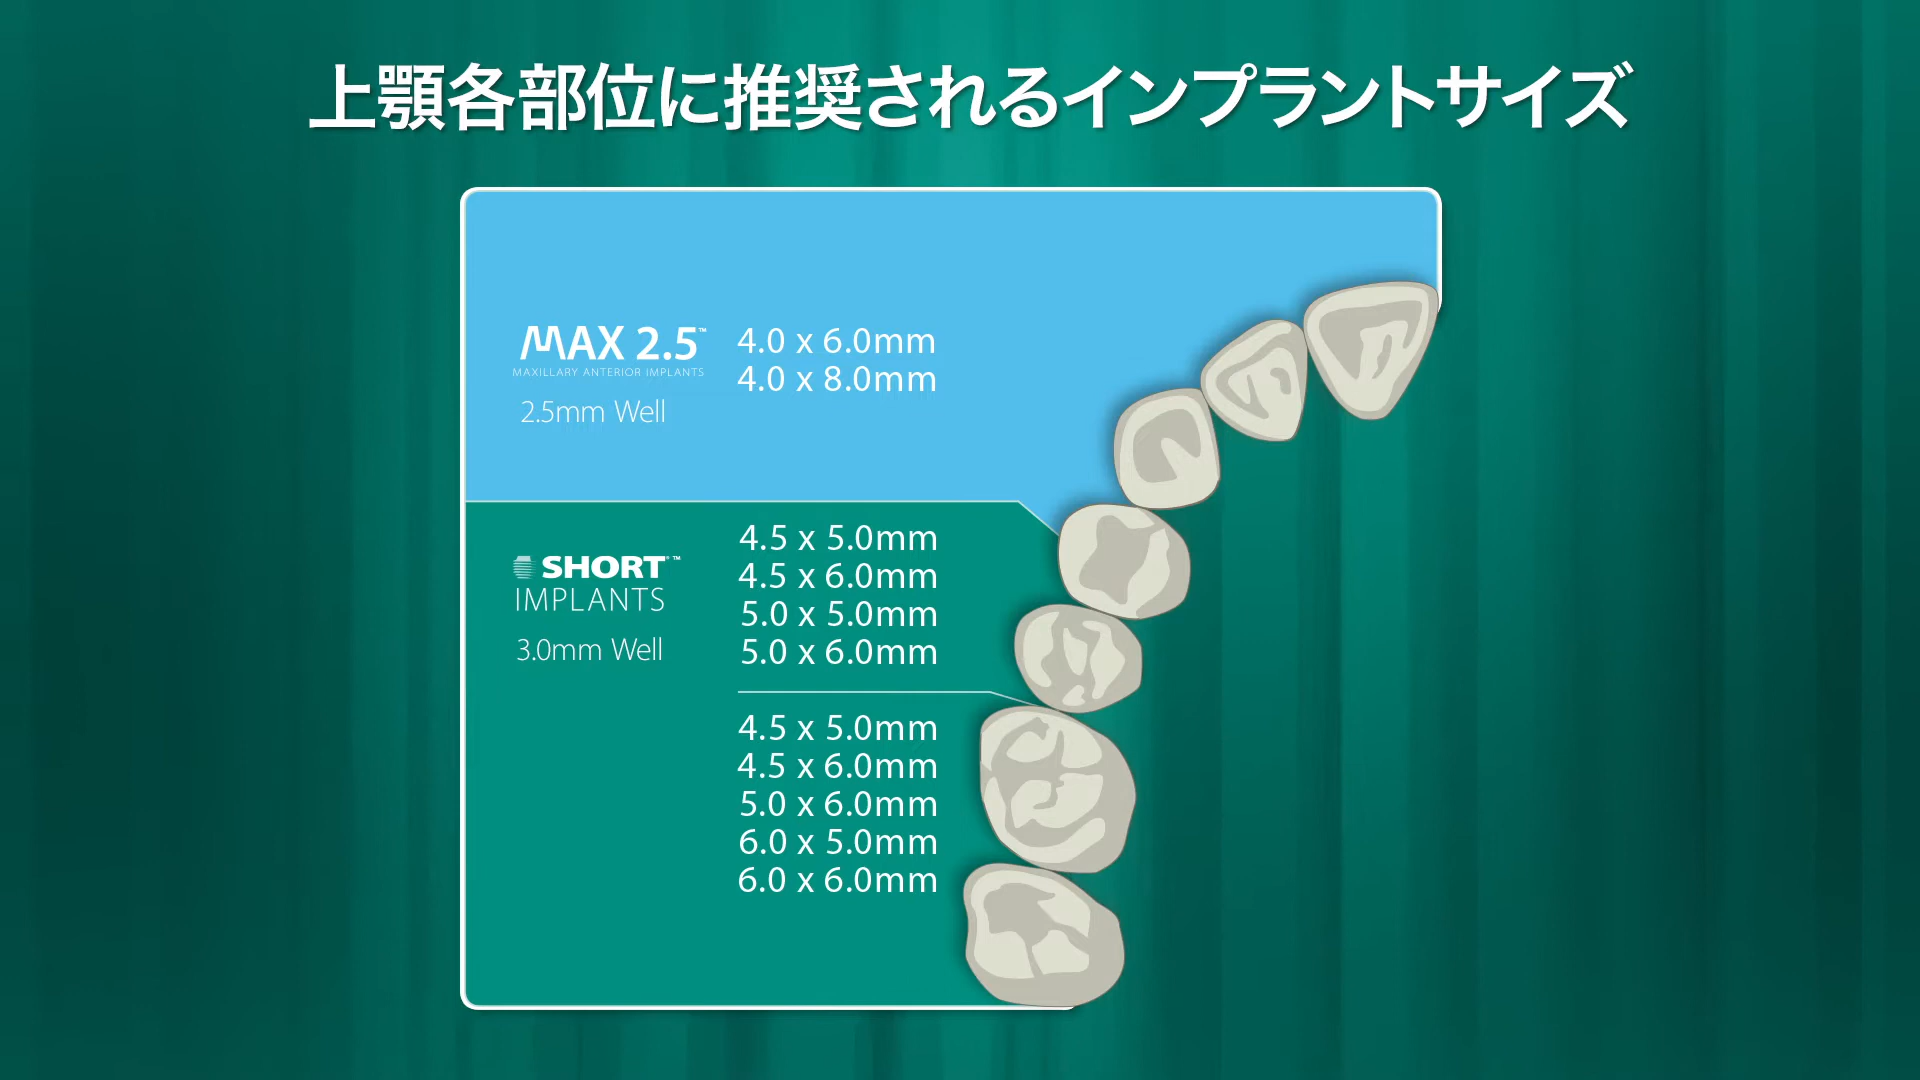 上顎各部位に推奨されるインプラントサイズ
MAX 2.5™
MAXILLARY ANTERIOR IMPLANTS
2.5mm Well
4.0 x 6.0mm
4.0 x 8.0mm
SHORT®™
IMPLANTS
3.0mm Well
4.5 x 5.0mm
4.5 x 6.0mm
5.0 x 5.0mm
5.0 x 6.0mm
4.5 x 5.0mm
4.5 x 6.0mm
5.0 x 6.0mm
6.0 x 5.0mm
6.0 x 6.0mm